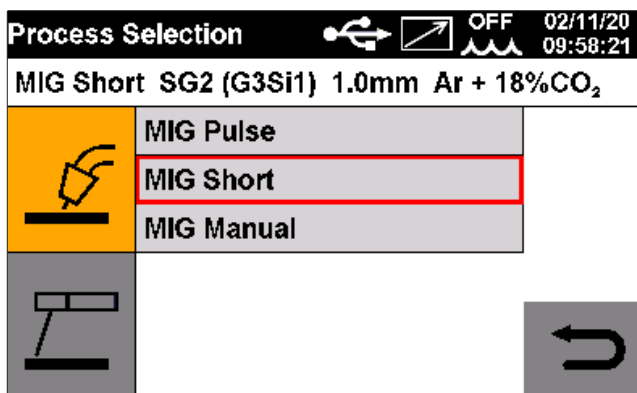 Process Selection OFF 02/11/20
09:58:21
MIG Short SG2 (G3Si1) 1.0mm Ar + 18%CO₂
MIG Pulse
MIG Short
MIG Manual